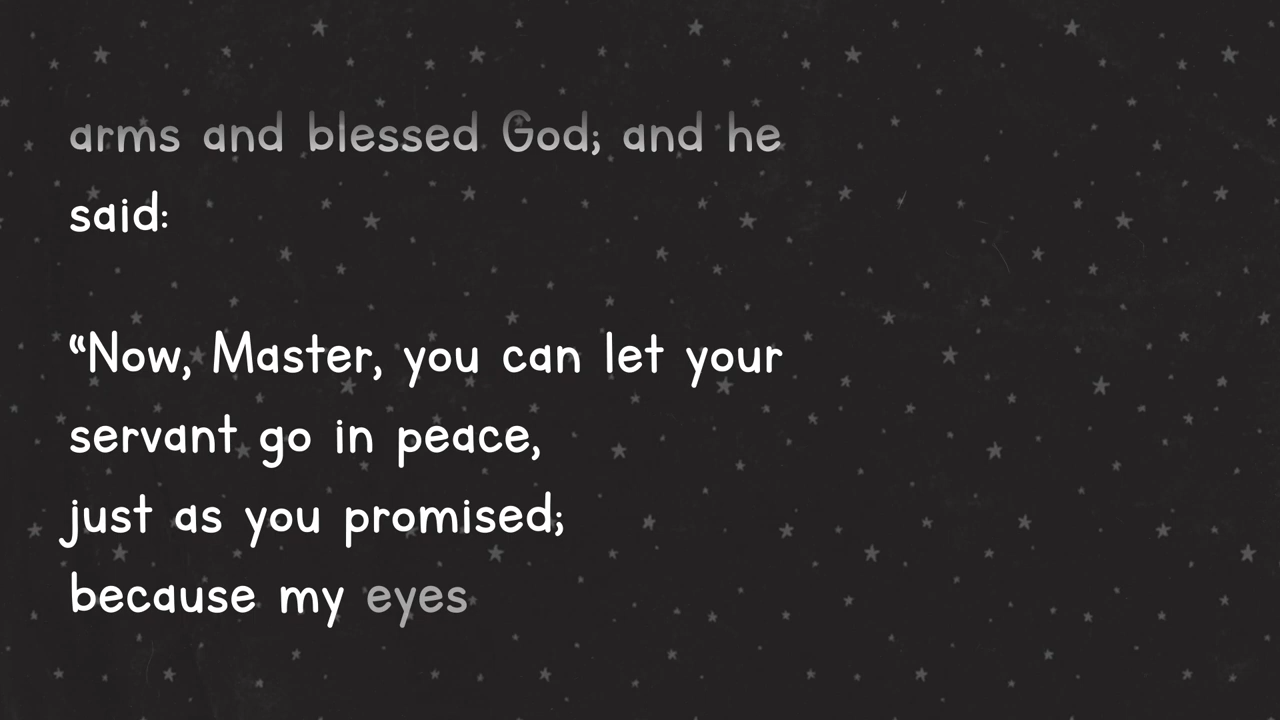 arms and blessed God; and he
said:
“Now, Master, you can let your
servant go in peace,
just as you promised;
because my eyes